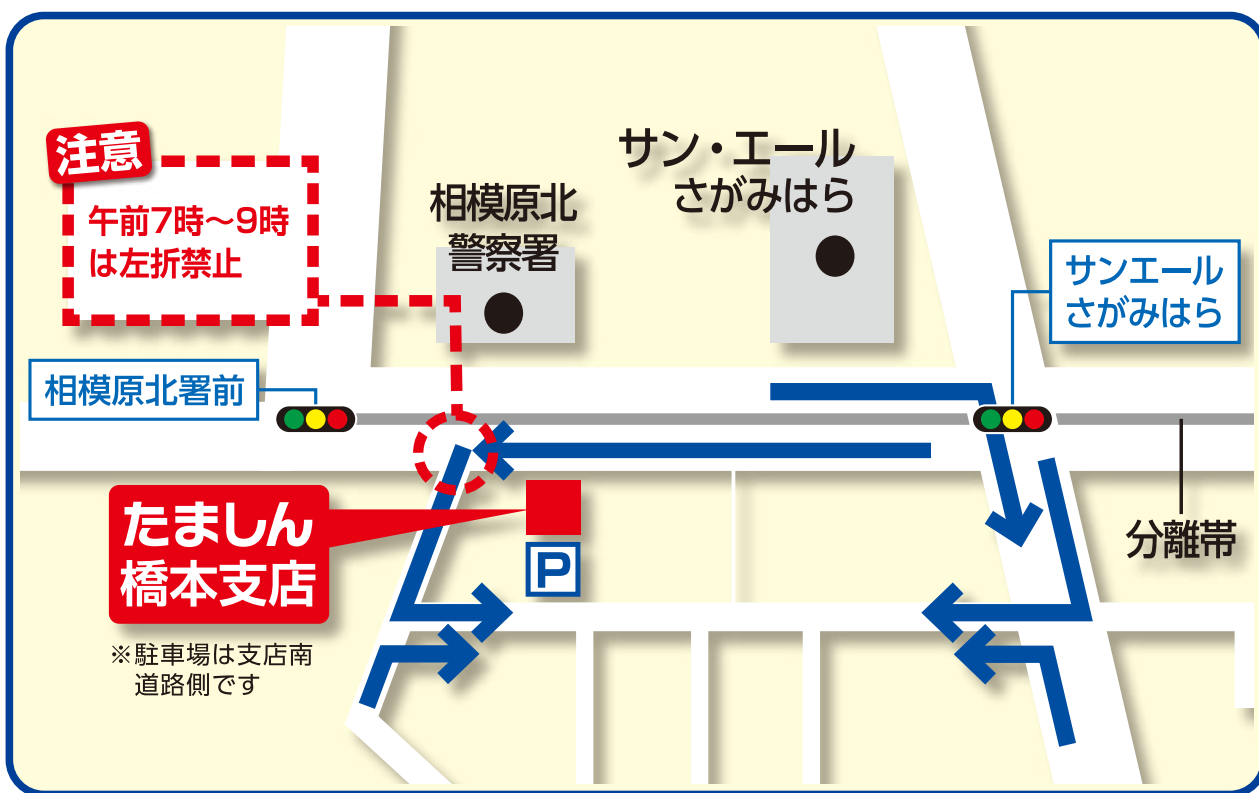 注意
午前7時～9時
は左折禁止
相模原北
警察署
サン・エール
さがみはら
サンエール
さがみはら
相模原北署前
分離帯
たましん
橋本支店
P
※駐車場は支店南
道路側です